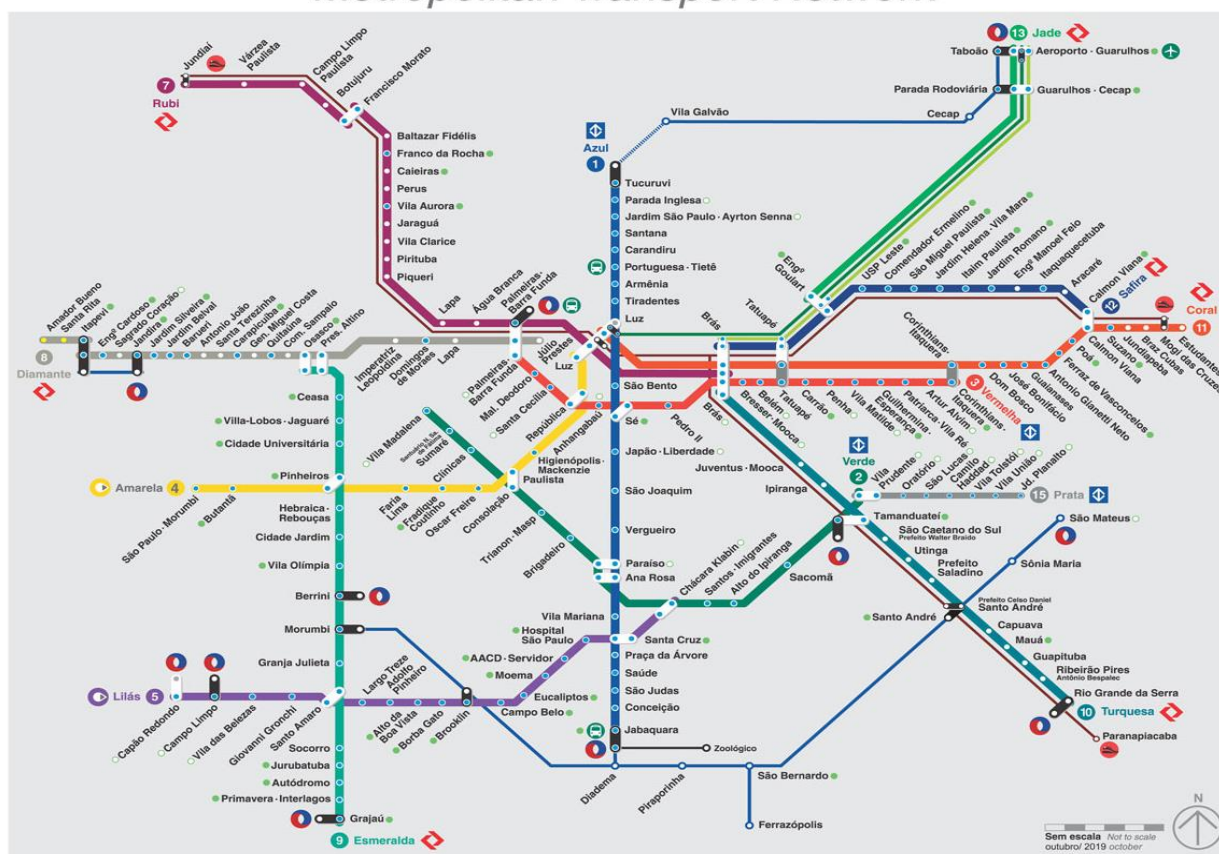 Metropolitan Transport Network
13 Jade
Taboão
Aeroporto - Guarulhos
Parada Rodoviária
Guarulhos - Cecap
Cecap
Vila Galvão
Jundiaí
Várzea
Paulista
Campo Limpo
Paulista
Botujuru
Francisco Morato
7
Rubi
Baltazar Fidélis
Franco da Rocha
Caieiras
Perus
Vila Aurora
Jaraguá
Vila Clarice
Pirituba
Piqueri
Lapa
Água Branca
Palmeiras-
Barra Funda
Azul
1
Tucuruvi
Parada Inglesa
Jardim São Paulo - Ayrton Senna
Santana
Carandiru
Portuguesa - Tietê
Armênia
Tiradentes
Luz
São Bento
Sé
Japão - Liberdade
São Joaquim
Vergueiro
Paraíso
Ana Rosa
Vila Mariana
Santa Cruz
Praça da Árvore
Saúde
São Judas
Conceição
Jabaquara
Zoológico
Engº
Goulart
USP Leste
Comendador Ermelino
São Miguel Paulista
Jardim Helena - Vila Mara
Itaim Paulista
Jardim Romano
Engº Manoel Feio
Itaquaquecetuba
Aracaré
Calmon Viana
Safira
12
Coral
11
Estudantes
Mogi das Cruzes
Braz Cubas
Jundiapeba
Suzano
Calmon Viana
Poá
Ferraz de Vasconcelos
Antonio Gianetti Neto
Guaianases
José Bonifácio
Dom Bosco
Corinthians-
Itaquera
Tatuapé
Brás
Amador Bueno
Santa Rita
Itapevi
Engº Cardoso
Sagrado Coração
Jandira
Jardim Silveira
Jardim Belval
Barueri
Antonio João
Santa Terezinha
Carapicuíba
Gen. Miguel Costa
Quitaúna
Com. Sampaio
Osasco
Pres. Altino
Imperatriz
Leopoldina
Domingos
de Moraes
Lapa
Júlio
Prestes
8
Diamante
Palmeiras-
Barra Funda
Mal. Deodoro
Santa Cecília
República
Anhangabaú
Pedro II
Brás
Bresser - Mooca
Belém
Tatuapé
Carrão
Penha
Vila Matilde
Guilhermina-
Esperança
Patriarca - Vila Ré
Artur Alvim
Corinthians-
Itaquera
3
Vermelha
Luz
Higienópolis-
Mackenzie
Paulista
Oscar Freire
Fradique
Coutinho
Faria
Lima
Butantã
São Paulo - Morumbi
Amarela 4
Vila Madalena
Santuário N. Sa.
de Fátima
Sumaré
Clínicas
Consolação
Trianon - Masp
Brigadeiro
Chácara Klabin
Santos - Imigrantes
Alto do Ipiranga
Sacomã
Tamanduateí
Verde
2
Vila
Prudente
Oratório
São Lucas
Camilo
Haddad
Vila Tolstói
Vila União
Jd. Planalto
15 Prata
Juventus - Mooca
Ipiranga
São Caetano do Sul
Prefeito Walter Braido
Utinga
Prefeito
Saladino
Prefeito Celso Daniel
Santo André
Capuava
Mauá
Guapituba
Ribeirão Pires
Antônio Bespalec
Rio Grande da Serra
10 Turquesa
Paranapiacaba
São Mateus
Sônia Maria
Santo André
São Bernardo
Ferrazópolis
Piraporinha
Diadema
Ceasa
Villa-Lobos - Jaguaré
Cidade Universitária
Pinheiros
Hebraica -
Rebouças
Cidade Jardim
Vila Olímpia
Berrini
Morumbi
Granja Julieta
Santo Amaro
Socorro
Jurubatuba
Autódromo
Primavera - Interlagos
Grajaú
9 Esmeralda
Lilás 5
Capão Redondo
Campo Limpo
Vila das Belezas
Giovanni Gronchi
Largo Treze
Adolfo
Pinheiro
Alto da
Boa Vista
Borba Gato
Brooklin
Campo Belo
Eucaliptos
Moema
AACD - Servidor
Hospital
São Paulo
N
Sem escala Not to scale
outubro/ 2019 october